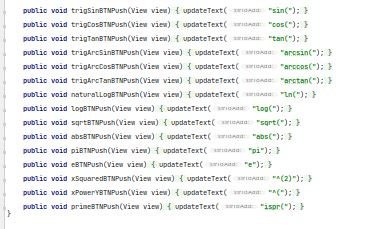 public void trigSinBTNPush(View view) { updateText( strToAdd: "sin("); }
public void trigCosBTNPush(View view) { updateText( strToAdd: "cos("); }
public void trigTanBTNPush(View view) { updateText( strToAdd: "tan("); }
public void trigArcSinBTNPush(View view) { updateText( strToAdd: "arcsin("); }
public void trigArcCosBTNPush(View view) { updateText( strToAdd: "arccos("); }
public void trigArcTanBTNPush(View view) { updateText( strToAdd: "arctan("); }
public void naturalLogBTNPush(View view) { updateText( strToAdd: "ln("); }
public void logBTNPush(View view) { updateText( strToAdd: "log("); }
public void sqrtBTNPush(View view) { updateText( strToAdd: "sqrt("); }
public void absBTNPush(View view) { updateText( strToAdd: "abs("); }
public void piBTNPush(View view) { updateText( strToAdd: "pi"); }
public void eBTNPush(View view) { updateText( strToAdd: "e"); }
public void xSquaredBTNPush(View view) { updateText( strToAdd: "^(2)"); }
public void xPowerYBTNPush(View view) { updateText( strToAdd: "^("); }
public void primeBTNPush(View view) { updateText( strToAdd: "ispr("); }
}